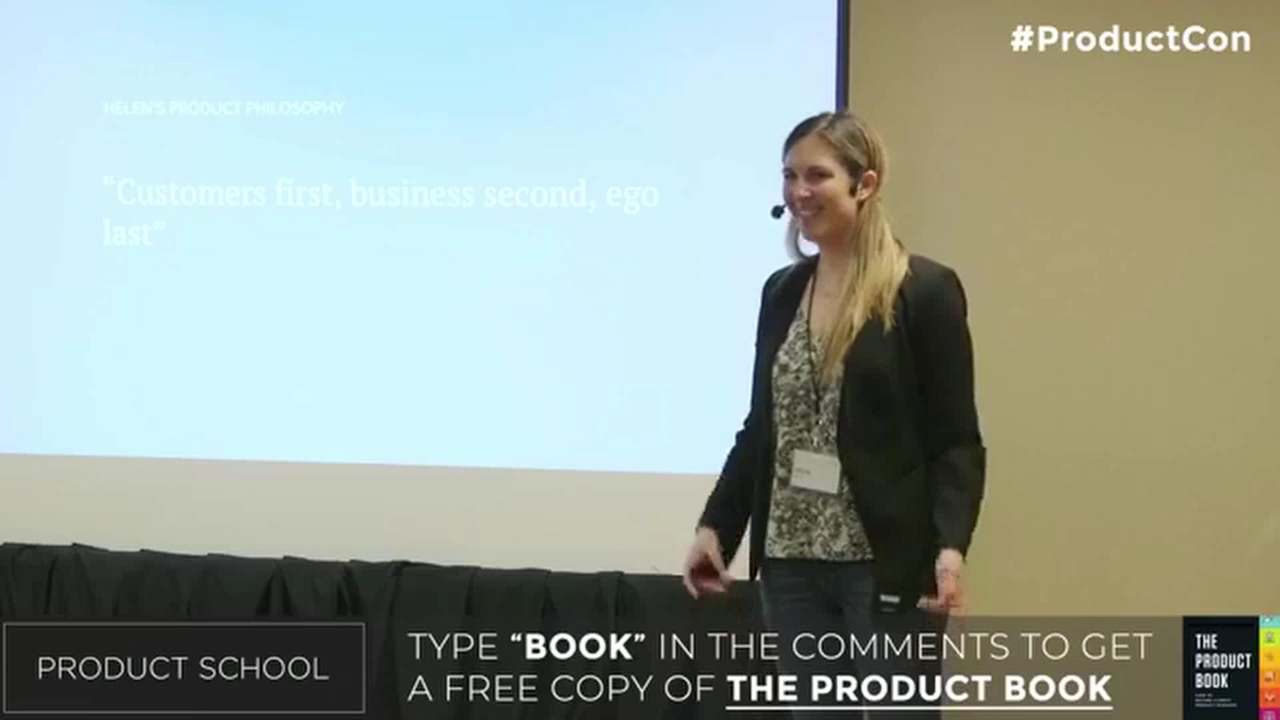 #ProductCon
HELEN'S PRODUCT PHILOSOPHY
“Customers first, business second, ego
last”
PRODUCT SCHOOL
TYPE “BOOK” IN THE COMMENTS TO GET
A FREE COPY OF THE PRODUCT BOOK
THE
PRODUCT
BOOK